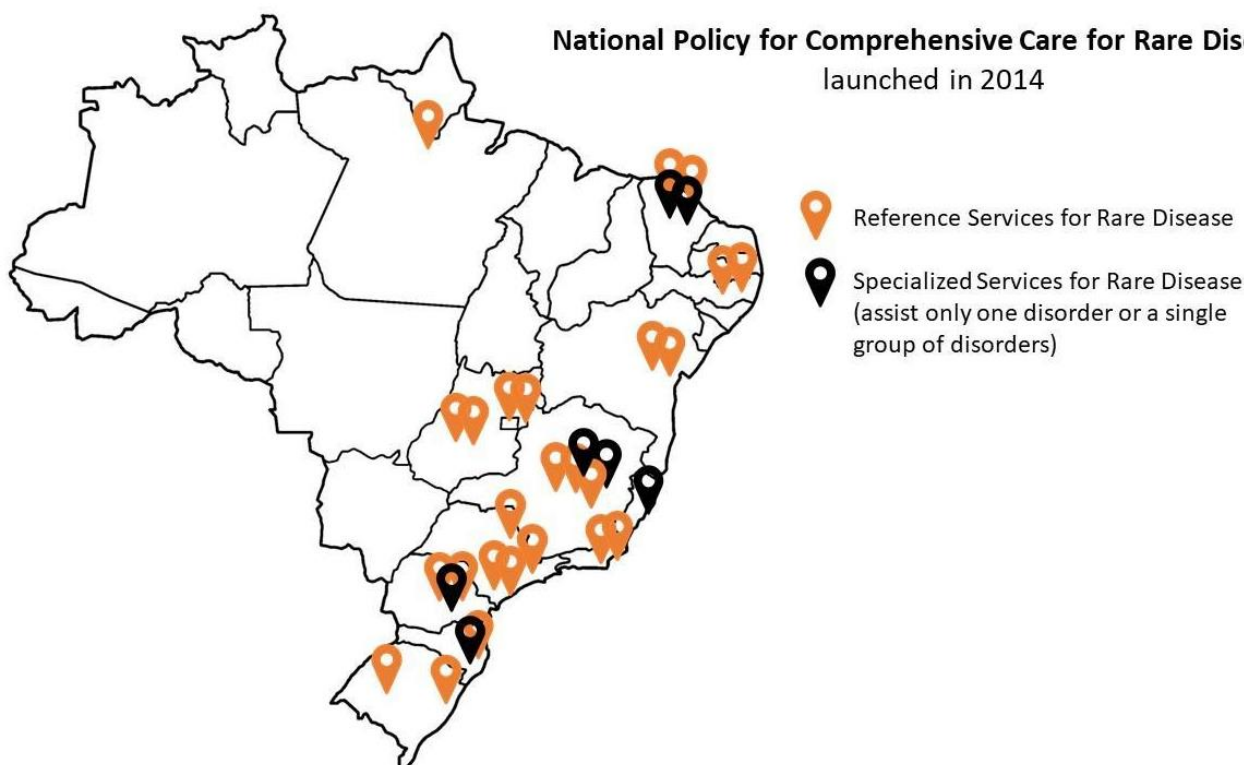 National Policy for Comprehensive Care for Rare Dis
launched in 2014
Reference Services for Rare Disease
Specialized Services for Rare Disease
(assist only one disorder or a single
group of disorders)